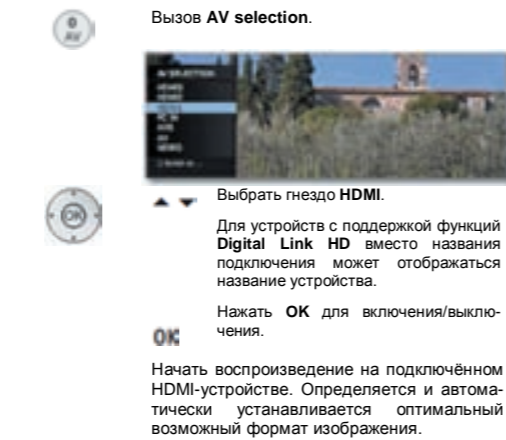 AV
Вызов AV selection.
AV SELECTION
OK
Выбрать гнездо HDMI.
Для устройств с поддержкой функций
Digital Link HD вместо названия
подключения может отображаться
название устройства.
Нажать OK для включения/выклю-
чения.
OK
Начать воспроизведение на подключённом
HDMI-устройстве. Определяется и автома-
тически устанавливается оптимальный
возможный формат изображения.